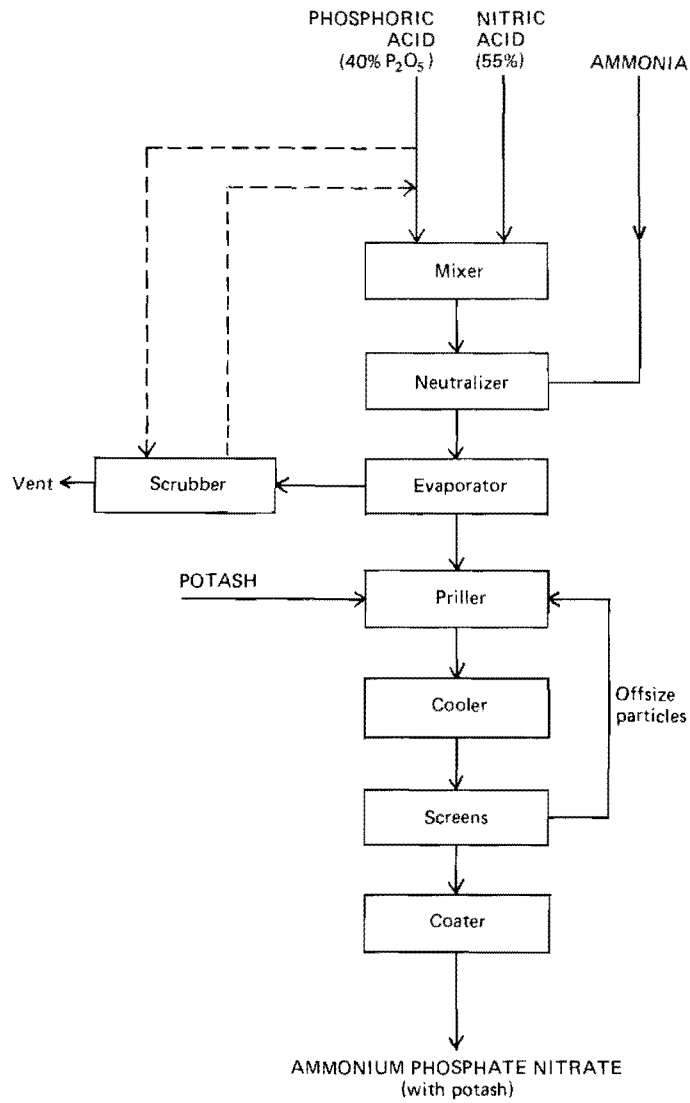 PHOSPHORIC
ACID
(40% P₂O₅)
NITRIC
ACID
(55%)
AMMONIA
Mixer
Neutralizer
Vent
Scrubber
Evaporator
POTASH
Priller
Cooler
Offsize
particles
Screens
Coater
AMMONIUM PHOSPHATE NITRATE
(with potash)